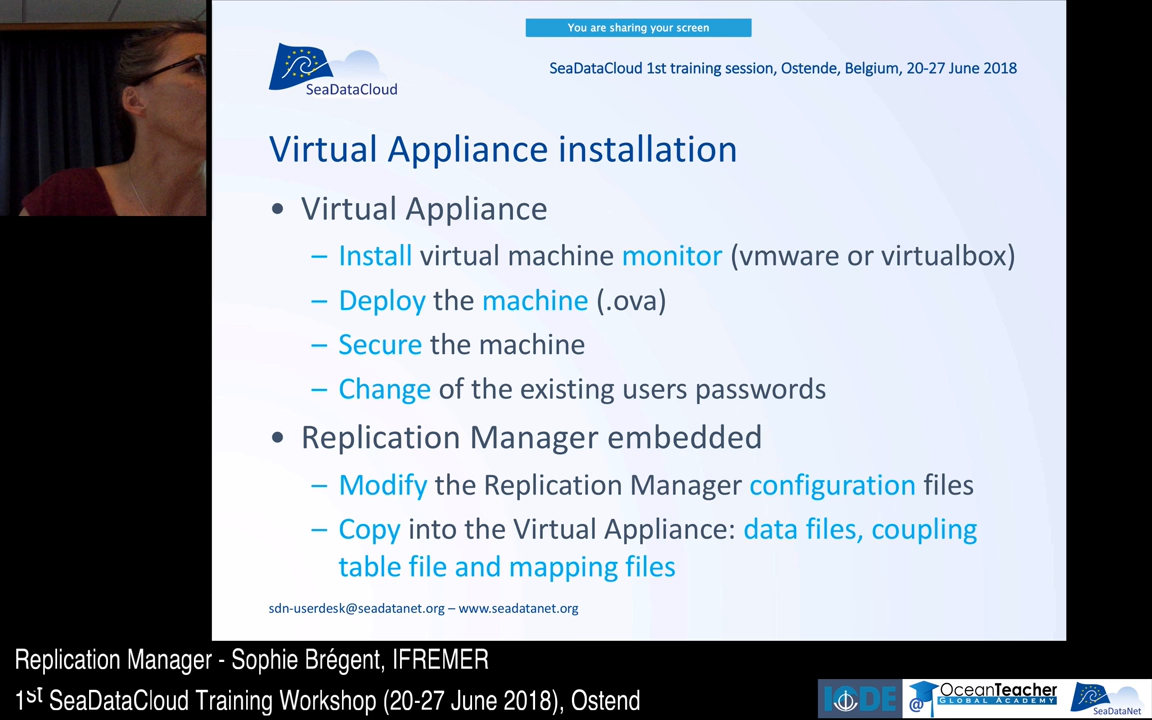 You are sharing your screen
SeaDataCloud
SeaDataCloud 1st training session, Ostende, Belgium, 20-27 June 2018
Virtual Appliance installation
• Virtual Appliance
– Install virtual machine monitor (vmware or virtualbox)
– Deploy the machine (.ova)
– Secure the machine
– Change of the existing users passwords
• Replication Manager embedded
– Modify the Replication Manager configuration files
– Copy into the Virtual Appliance: data files, coupling
table file and mapping files
sdn-userdesk@seadatanet.org – www.seadatanet.org
Replication Manager - Sophie Brégent, IFREMER
1st SeaDataCloud Training Workshop (20-27 June 2018), Ostend
IODE
@ OceanTeacher
GLOBAL ACADEMY
SeaDataNet